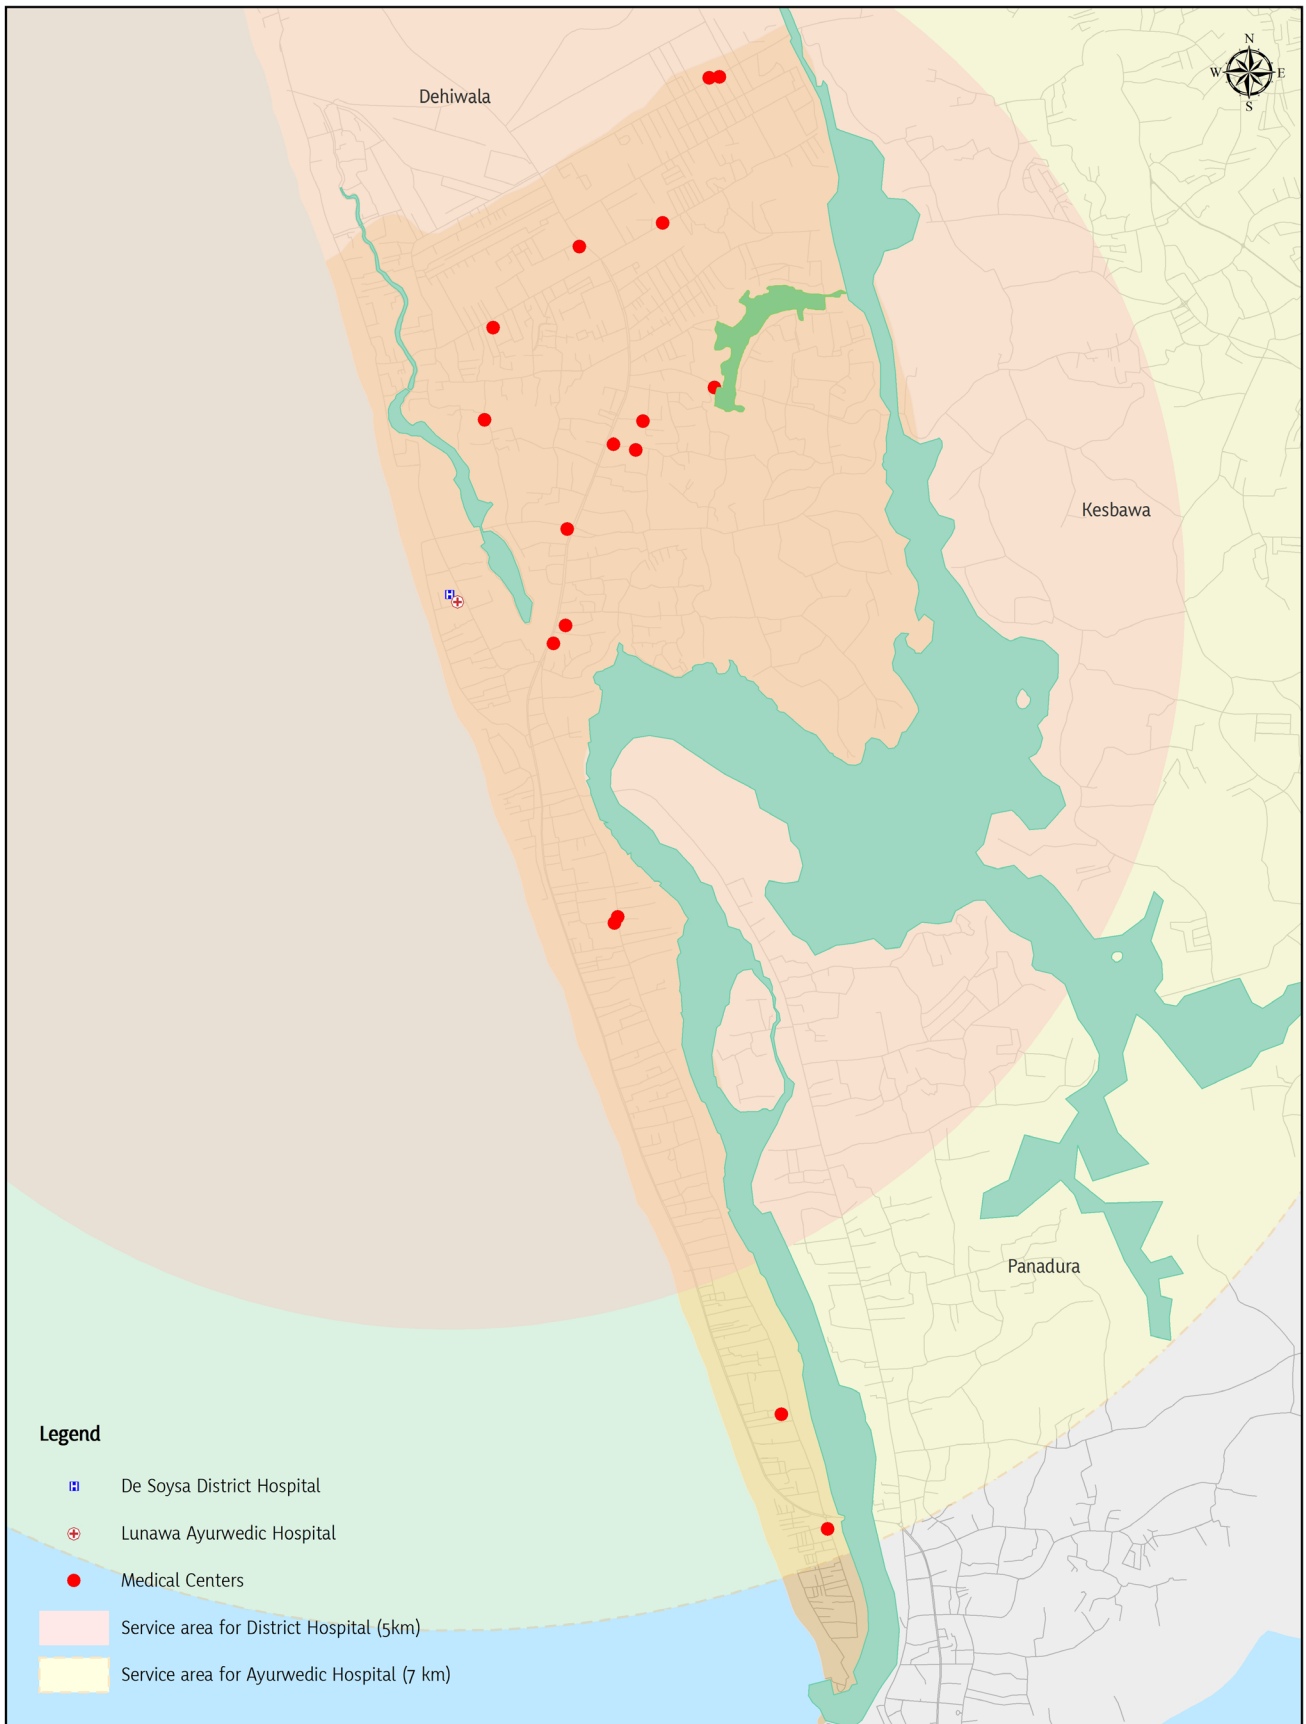 N
W E
S
Dehiwala
Kesbawa
Panadura
Legend
H
H De Soysa District Hospital
Lunawa Ayurwedic Hospital
Medical Centers
Service area for District Hospital (5km)
Service area for Ayurwedic Hospital (7 km)